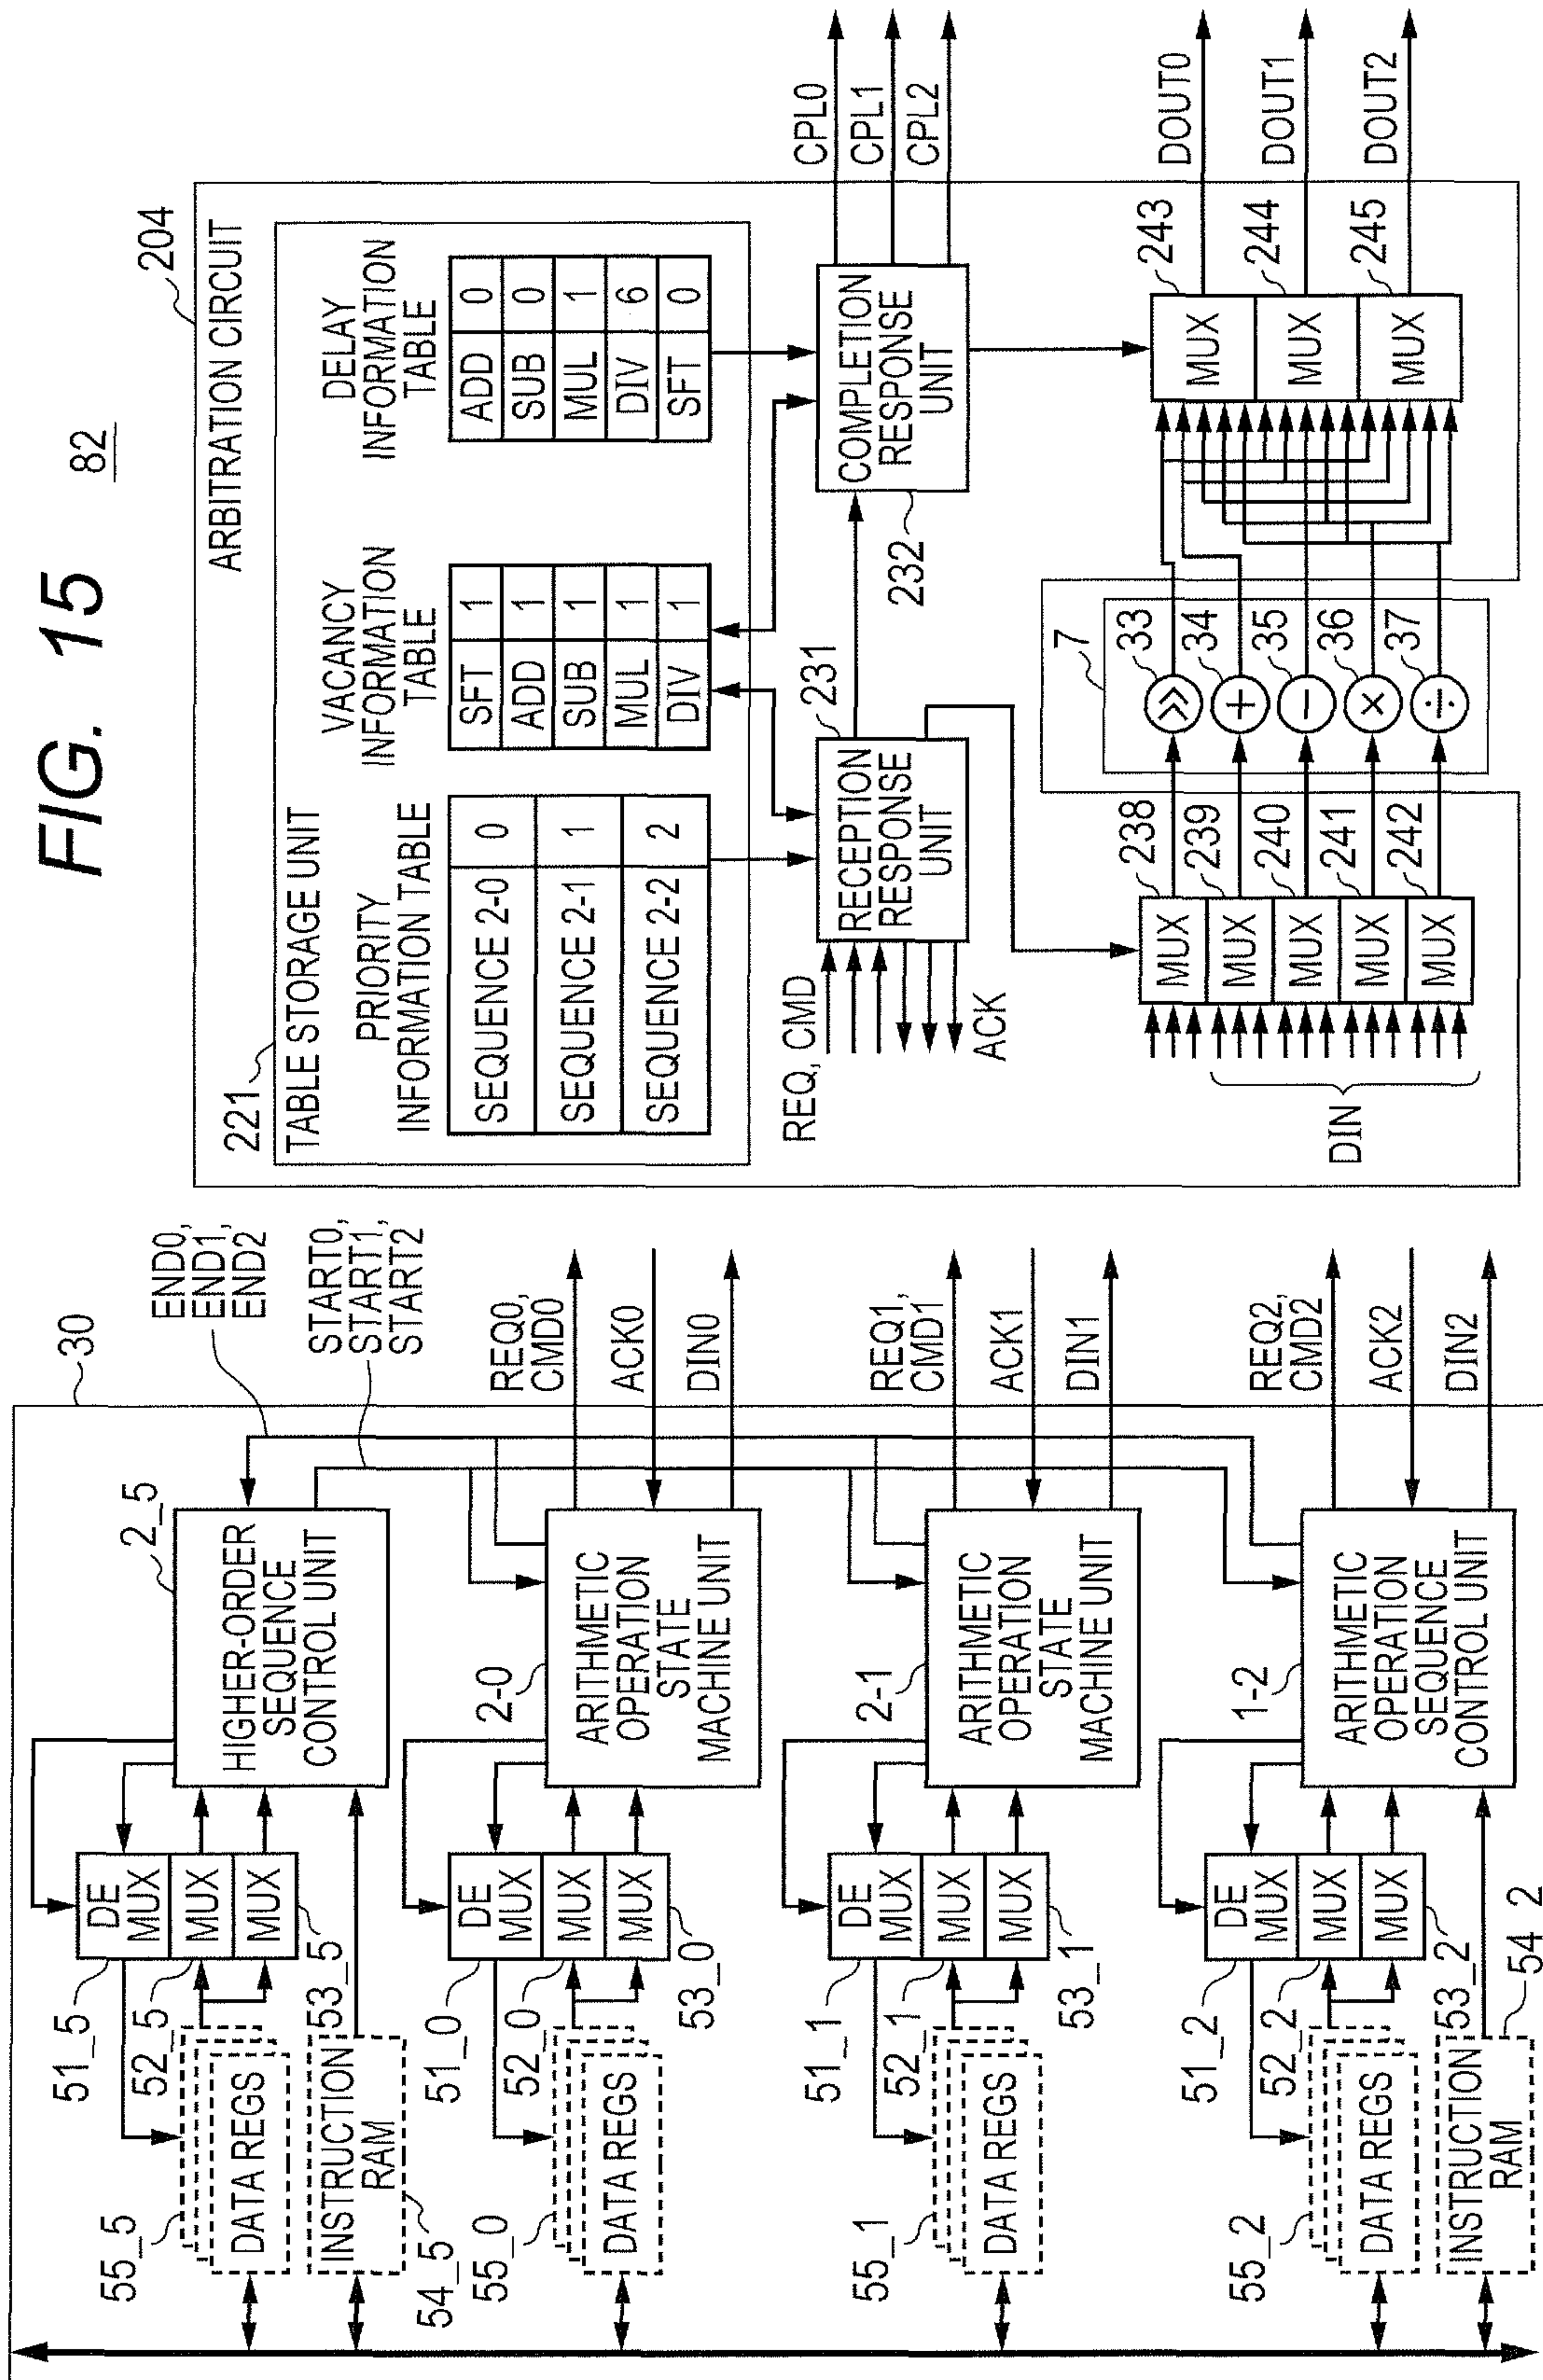 FIG. 15
82
30
END0,
END1,
END2
START0,
START1,
START2
2_5
HIGHER-ORDER
SEQUENCE
CONTROL UNIT
DE
MUX
MUX
MUX
51_5
52_5
53_5
55_5
DATA REGS
INSTRUCTION
RAM
54_5
REQ0,
CMD0
ACK0
DIN0
2-0
ARITHMETIC
OPERATION
STATE
MACHINE UNIT
DE
MUX
MUX
MUX
51_0
52_0
53_0
55_0
DATA REGS
REQ1,
CMD1
ACK1
DIN1
2-1
ARITHMETIC
OPERATION
STATE
MACHINE UNIT
DE
MUX
MUX
MUX
51_1
52_1
53_1
55_1
DATA REGS
REQ2,
CMD2
ACK2
DIN2
1-2
ARITHMETIC
OPERATION
SEQUENCE
CONTROL UNIT
DE
MUX
MUX
MUX
51_2
52_2
53_2
54_2
55_2
DATA REGS
INSTRUCTION
RAM
204
ARBITRATION CIRCUIT
221
TABLE STORAGE UNIT
PRIORITY
INFORMATION TABLE
SEQUENCE 2-0 0
SEQUENCE 2-1 1
SEQUENCE 2-2 2
VACANCY
INFORMATION
TABLE
SFT 1
ADD 1
SUB 1
MUL 1
DIV 1
DELAY
INFORMATION
TABLE
ADD 0
SUB 0
MUL 1
DIV 6
SFT 0
REQ, CMD
ACK
231
RECEPTION
RESPONSE
UNIT
232
COMPLETION
RESPONSE
UNIT
CPL0
CPL1
CPL2
DIN
MUX
MUX
MUX
MUX
MUX
238
239
240
241
242
7
>>
+
−
×
÷
33
34
35
36
37
MUX
MUX
MUX
243
244
245
DOUT0
DOUT1
DOUT2